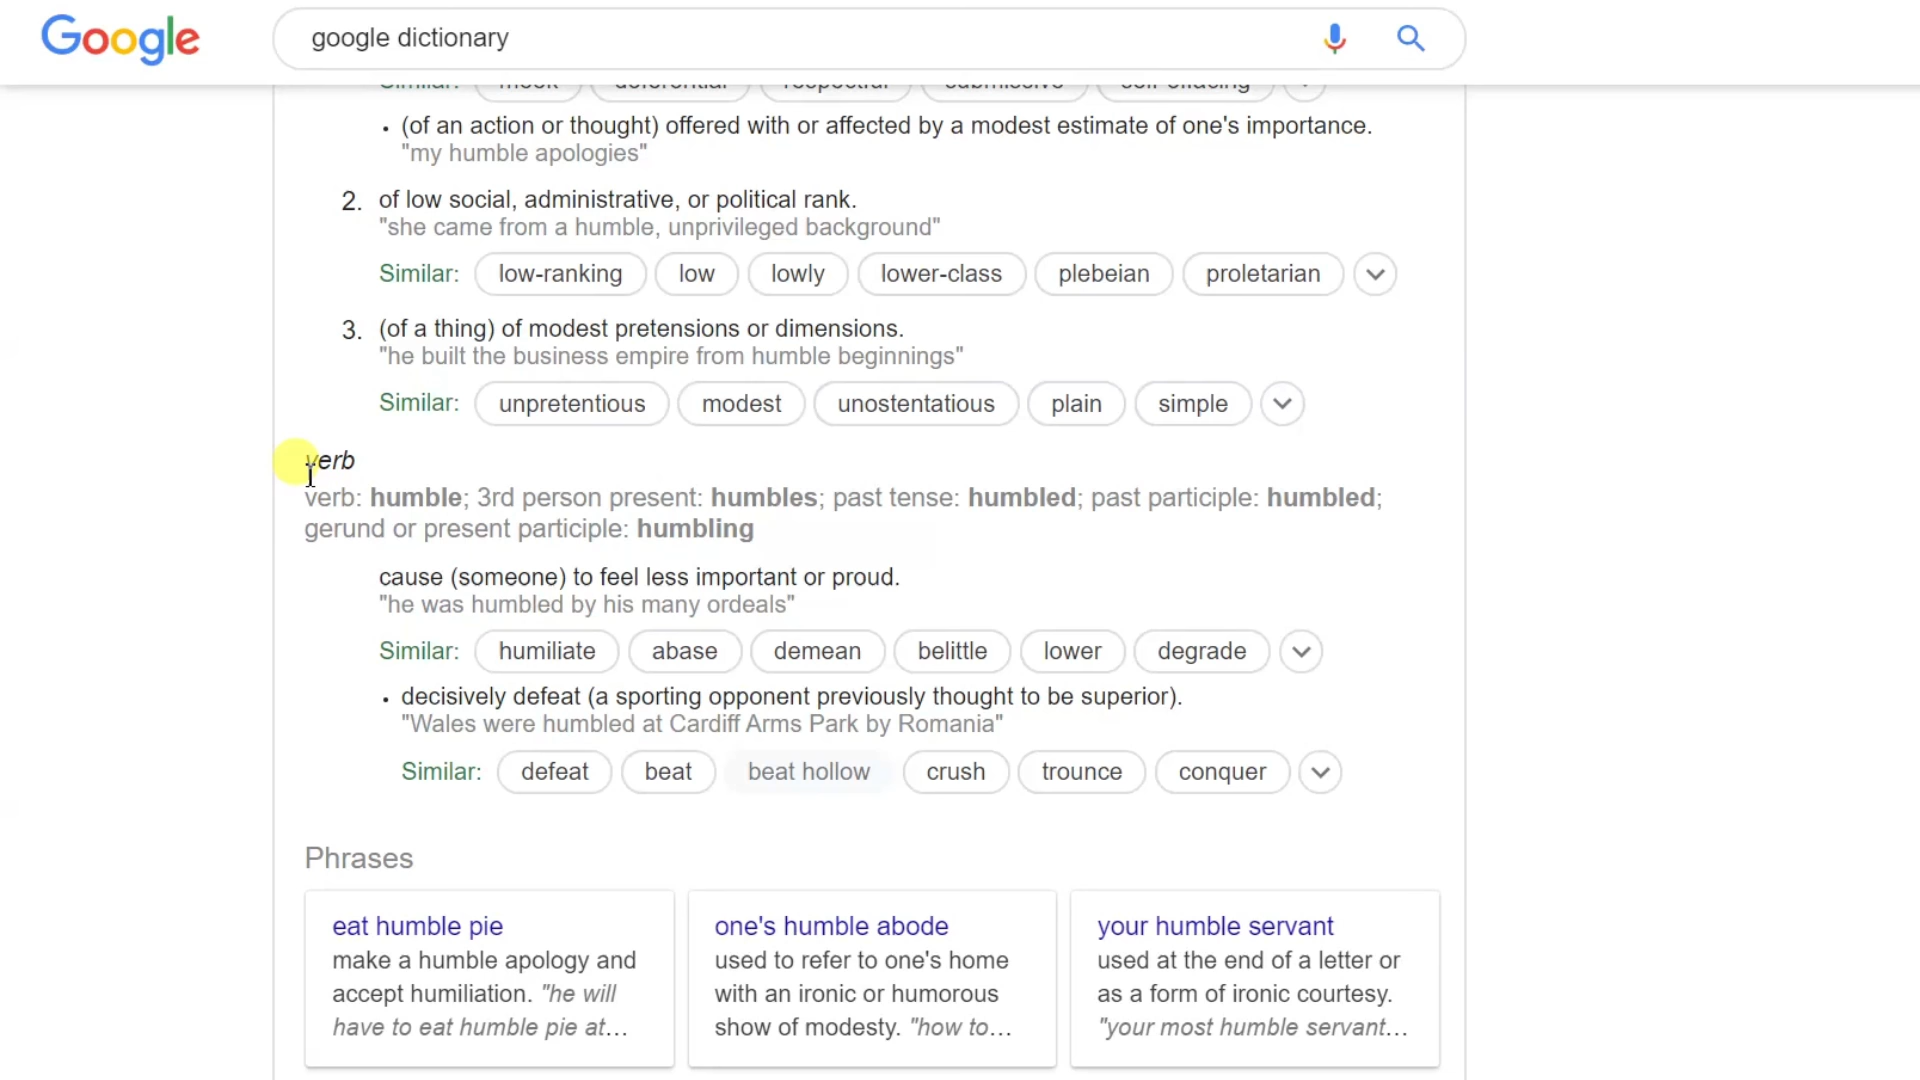 Google
google dictionary
Similar: meek deferential respectful submissive self-effacing
• (of an action or thought) offered with or affected by a modest estimate of one's importance.
"my humble apologies"
2. of low social, administrative, or political rank.
"she came from a humble, unprivileged background"
Similar: low-ranking low lowly lower-class plebeian proletarian
3. (of a thing) of modest pretensions or dimensions.
"he built the business empire from humble beginnings"
Similar: unpretentious modest unostentatious plain simple
verb
verb: humble; 3rd person present: humbles; past tense: humbled; past participle: humbled;
gerund or present participle: humbling
cause (someone) to feel less important or proud.
"he was humbled by his many ordeals"
Similar: humiliate abase demean belittle lower degrade
• decisively defeat (a sporting opponent previously thought to be superior).
"Wales were humbled at Cardiff Arms Park by Romania"
Similar: defeat beat beat hollow crush trounce conquer
Phrases
eat humble pie
make a humble apology and
accept humiliation. "he will
have to eat humble pie at...
one's humble abode
used to refer to one's home
with an ironic or humorous
show of modesty. "how to...
your humble servant
used at the end of a letter or
as a form of ironic courtesy.
"your most humble servant...